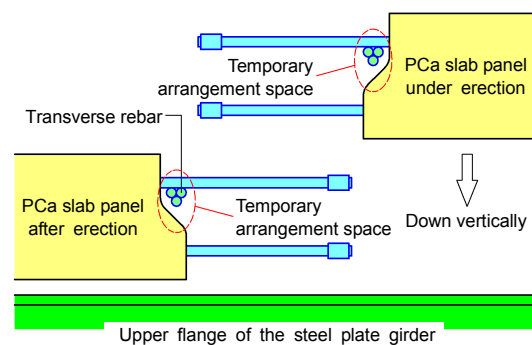 Temporary
arrangement space
PCa slab panel
under erection
Transverse rebar
PCa slab panel
after erection
Temporary
arrangement space
Down vertically
Upper flange of the steel plate girder